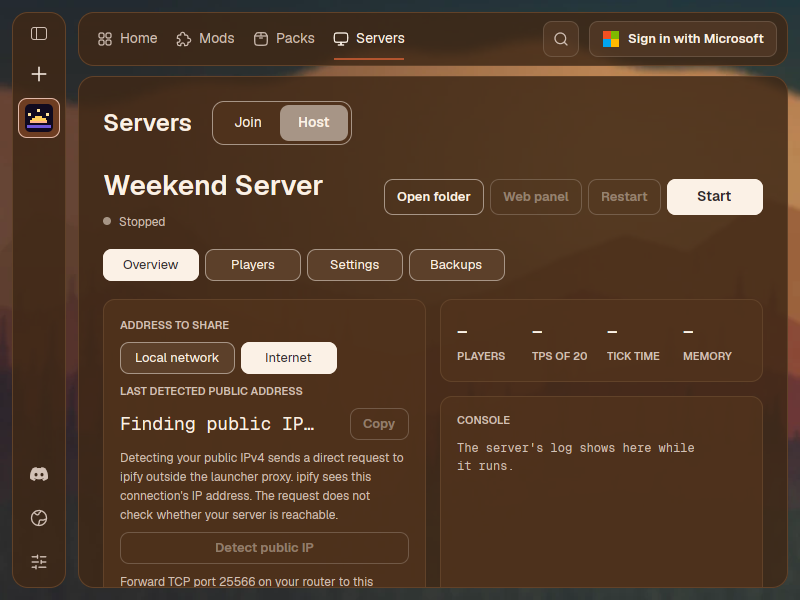 Home
Mods
Packs
Servers
Sign in with Microsoft
Servers
Join
Host
Weekend Server
Stopped
Open folder
Web panel
Restart
Start
Overview
Players
Settings
Backups
ADDRESS TO SHARE
Local network
Internet
LAST DETECTED PUBLIC ADDRESS
Finding public IP…
Copy
Detecting your public IPv4 sends a direct request to
ipify outside the launcher proxy. ipify sees this
connection's IP address. The request does not
check whether your server is reachable.
Detect public IP
Forward TCP port 25566 on your router to this
–
–
–
–
PLAYERS
TPS OF 20
TICK TIME
MEMORY
CONSOLE
The server's log shows here while
it runs.